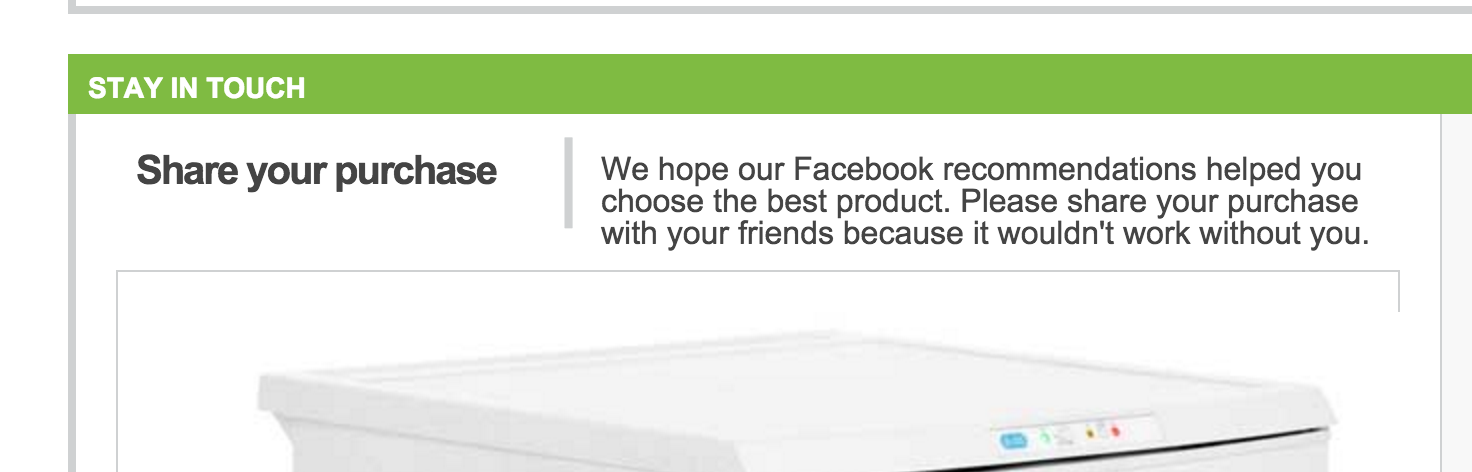 STAY IN TOUCH
Share your purchase
We hope our Facebook recommendations helped you
choose the best product. Please share your purchase
with your friends because it wouldn't work without you.